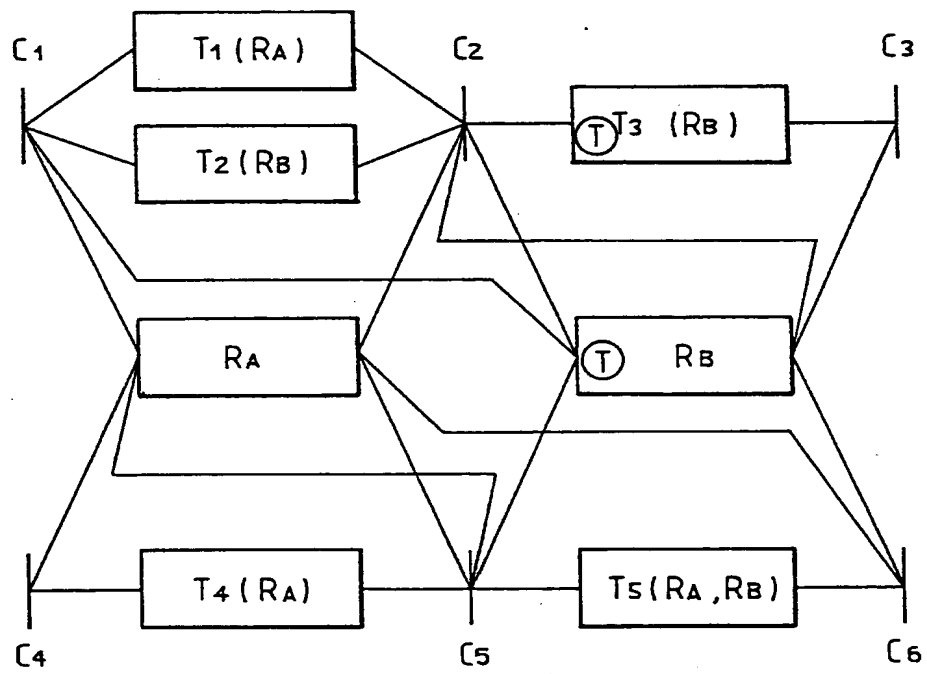 C1
T1 (RA)
C2
C3
T2 (RB)
T
T3 (RB)
RA
T
RB
T4 (RA)
T5 (RA, RB)
C4
C5
C6